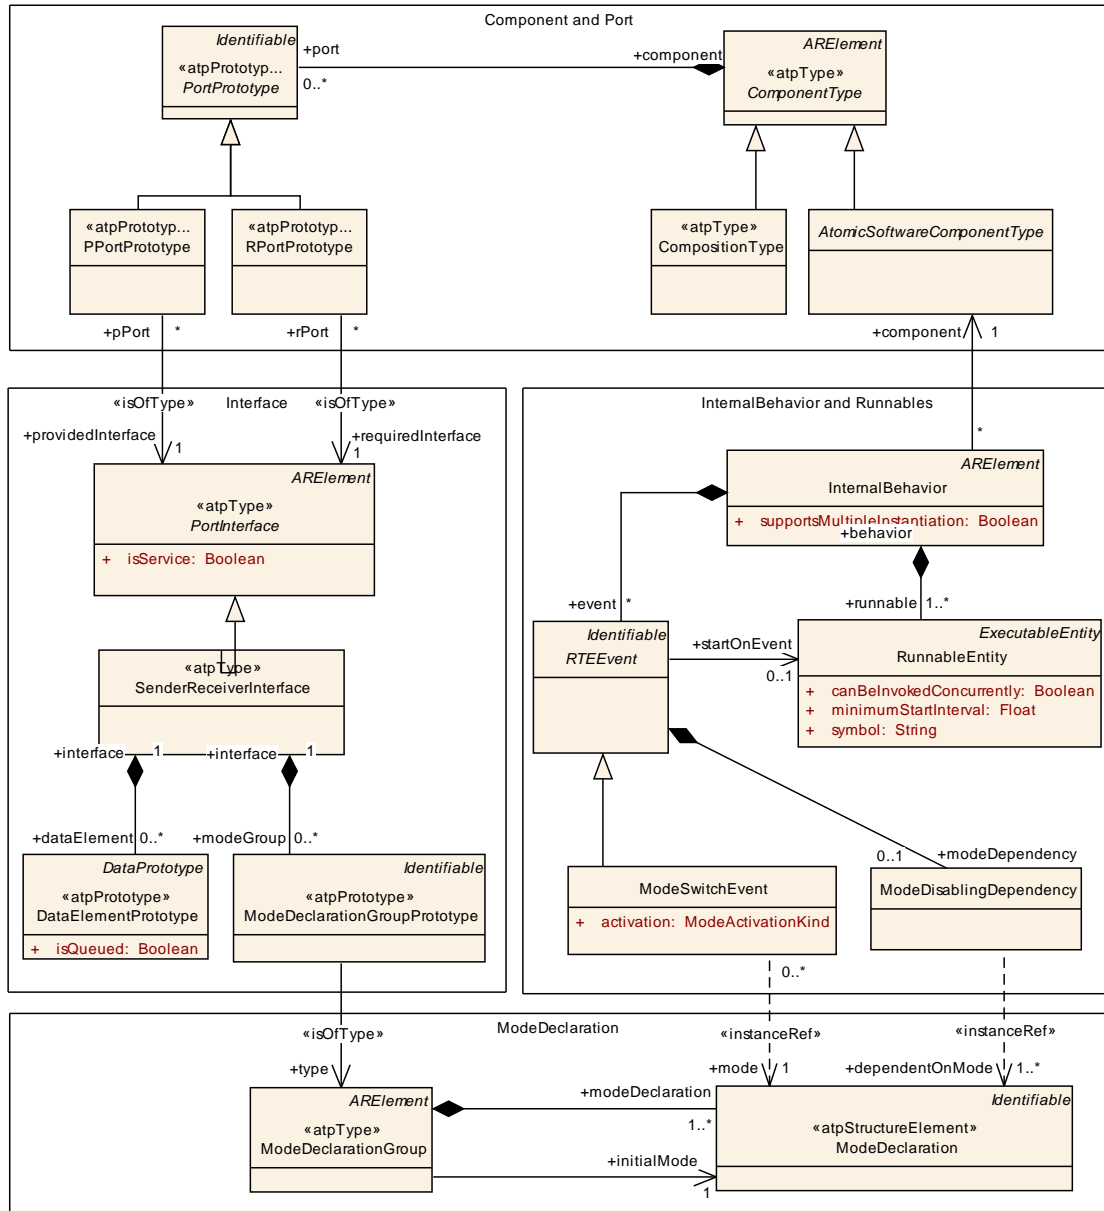 Component and Port
Identifiable
«atpPrototyp...
PortPrototype
+port
0..*
+component
ARElement
«atpType»
ComponentType
«atpPrototyp...
PPortPrototype
«atpPrototyp...
RPortPrototype
«atpType»
CompositionType
AtomicSoftwareComponentType
+pPort *
+rPort *
+component 1
«isOfType» Interface «isOfType»
+providedInterface
1
+requiredInterface
1
ARElement
«atpType»
PortInterface
+ isService: Boolean
«atpType»
SenderReceiverInterface
+interface 1
+interface 1
+dataElement 0..*
+modeGroup 0..*
DataPrototype
«atpPrototype»
DataElementPrototype
+ isQueued: Boolean
Identifiable
«atpPrototype»
ModeDeclarationGroupPrototype
InternalBehavior and Runnables
*
ARElement
InternalBehavior
+ supportsMultipleInstantiation: Boolean
+behavior
+event *
+runnable 1..*
Identifiable
RTEEvent
+startOnEvent
0..1
ExecutableEntity
RunnableEntity
+ canBeInvokedConcurrently: Boolean
+ minimumStartInterval: Float
+ symbol: String
0..1 +modeDependency
ModeSwitchEvent
+ activation: ModeActivationKind
ModeDisablingDependency
0..*
ModeDeclaration
«isOfType»
«instanceRef»
«instanceRef»
+type
+mode 1
+dependentOnMode 1..*
ARElement
«atpType»
ModeDeclarationGroup
+modeDeclaration
1..*
+initialMode
1
Identifiable
«atpStructureElement»
ModeDeclaration